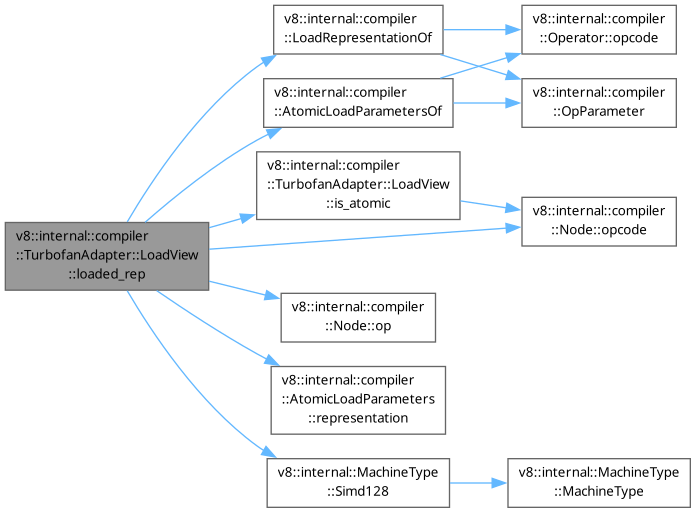 v8::internal::compiler
::LoadRepresentationOf
v8::internal::compiler
::Operator::opcode
v8::internal::compiler
::AtomicLoadParametersOf
v8::internal::compiler
::OpParameter
v8::internal::compiler
::TurbofanAdapter::LoadView
::is_atomic
v8::internal::compiler
::Node::opcode
v8::internal::compiler
::TurbofanAdapter::LoadView
::loaded_rep
v8::internal::compiler
::Node::op
v8::internal::compiler
::AtomicLoadParameters
::representation
v8::internal::MachineType
::Simd128
v8::internal::MachineType
::MachineType